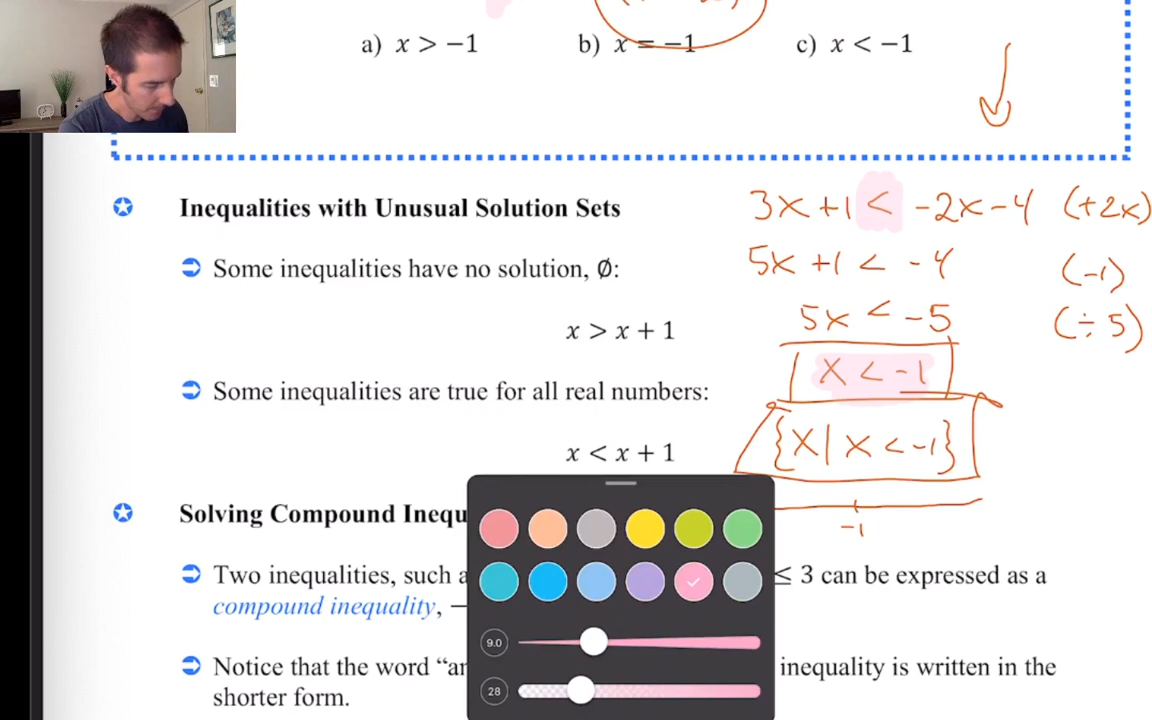 a) x > −1 b) x = −1 c) x < −1
Inequalities with Unusual Solution Sets
3x +1 < -2x-4 (+2x)
Some inequalities have no solution, ∅:
5x +1 < -4 (-1)
x > x + 1
5x < -5 (÷5)
Some inequalities are true for all real numbers:
x < -1
x < x + 1
{x| x < -1}
-1
Solving Compound Inequ
Two inequalities, such a ≤ 3 can be expressed as a
compound inequality, −
Notice that the word “an inequality is written in the
shorter form.
9.0
28